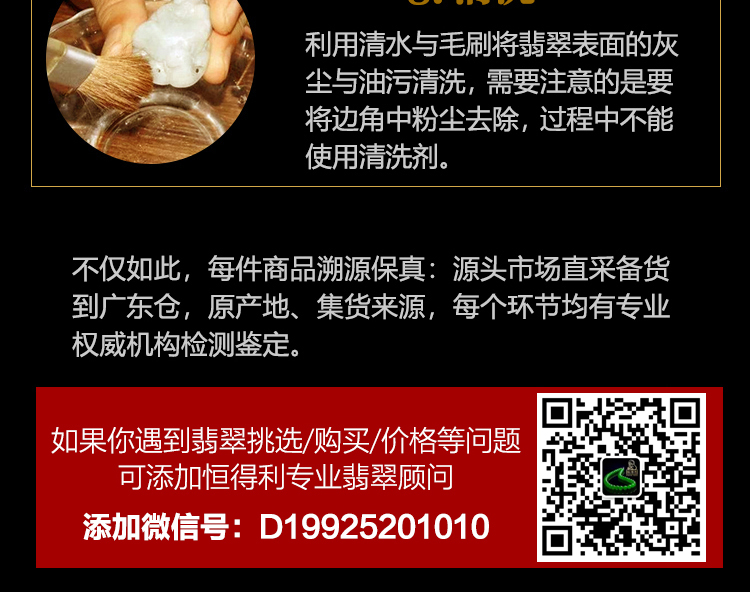 利用清水与毛刷将翡翠表面的灰
尘与油污清洗，需要注意的是要
将边角中粉尘去除，过程中不能
使用清洗剂。
不仅如此，每件商品溯源保真：源头市场直采备货
到广东仓，原产地、集货来源，每个环节均有专业
权威机构检测鉴定。
如果你遇到翡翠挑选/购买/价格等问题
可添加恒得利专业翡翠顾问
添加微信号：D19925201010